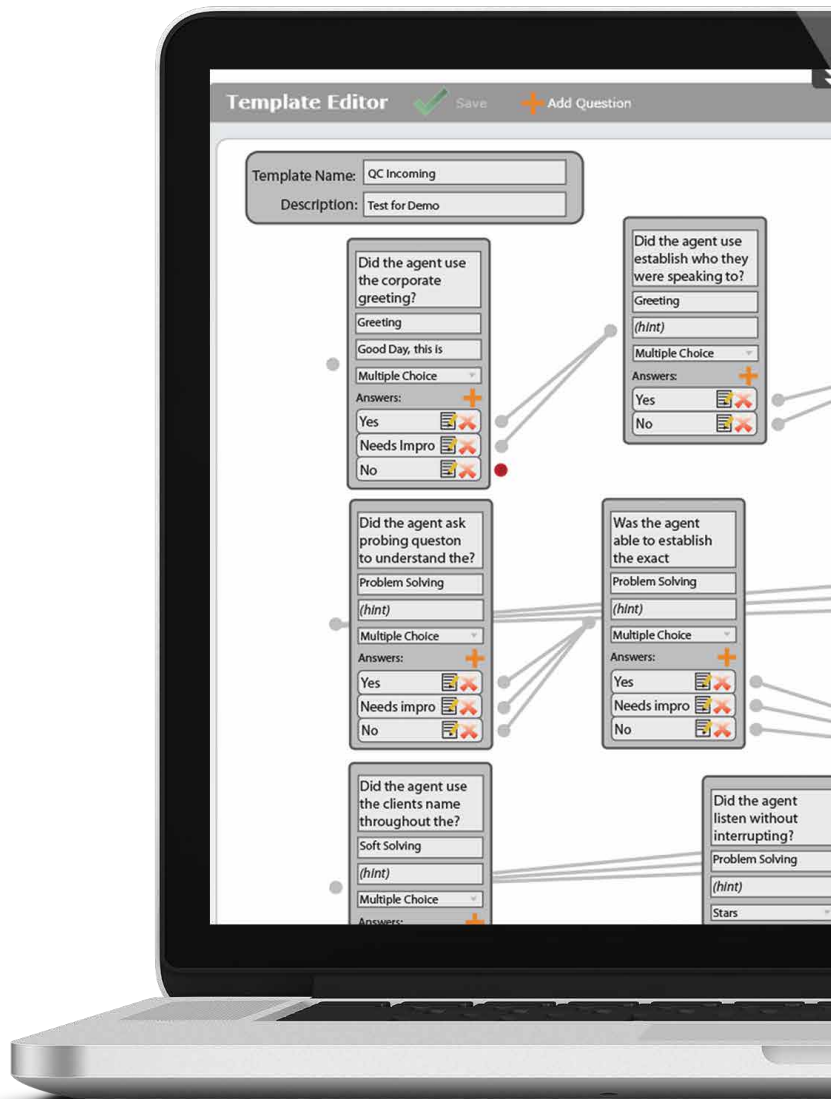 Template Editor
Save
Add Question
Template Name:
QC Incoming
Description:
Test for Demo
Did the agent use
the corporate
greeting?
Greeting
Good Day, this is
Multiple Choice
Answers:
Yes
Needs Impro
No
Did the agent use
establish who they
were speaking to?
Greeting
(hint)
Multiple Choice
Answers:
Yes
No
Did the agent ask
probing queston
to understand the?
Problem Solving
(hint)
Multiple Choice
Answers:
Yes
Needs impro
No
Was the agent
able to establish
the exact
Problem Solving
(hint)
Multiple Choice
Answers:
Yes
Needs impro
No
Did the agent use
the clients name
throughout the?
Soft Solving
(hint)
Multiple Choice
Answers:
Did the agent
listen without
interrupting?
Problem Solving
(hint)
Stars